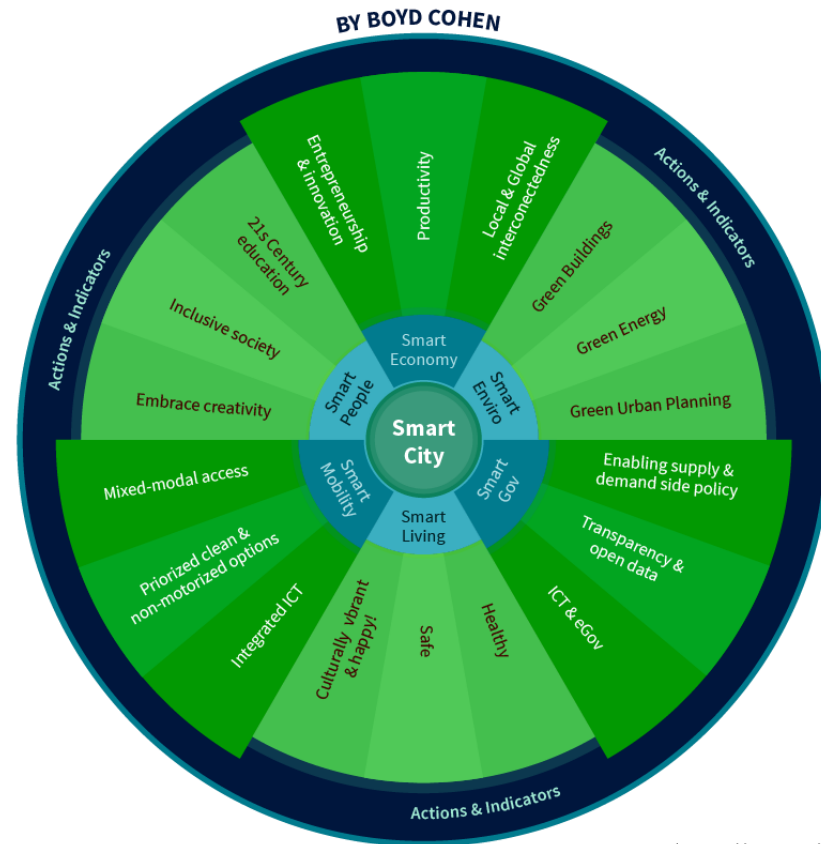 BY BOYD COHEN
Actions & Indicators
Actions & Indicators
Actions & Indicators
Smart
City
Smart
Economy
Entrepreneurship
& innovation
Productivity
Local & Global
interconectedness
Smart
Enviro
Green Buildings
Green Energy
Green Urban Planning
Smart
Gov
Enabling supply &
demand side policy
Transparency &
open data
ICT & eGov
Smart
Living
Healthy
Safe
Culturally vbrant
& happy!
Smart
Mobility
Integrated ICT
Priorized clean &
non-motorized options
Mixed-modal access
Smart
People
Embrace creativity
Inclusive society
21s Century
education